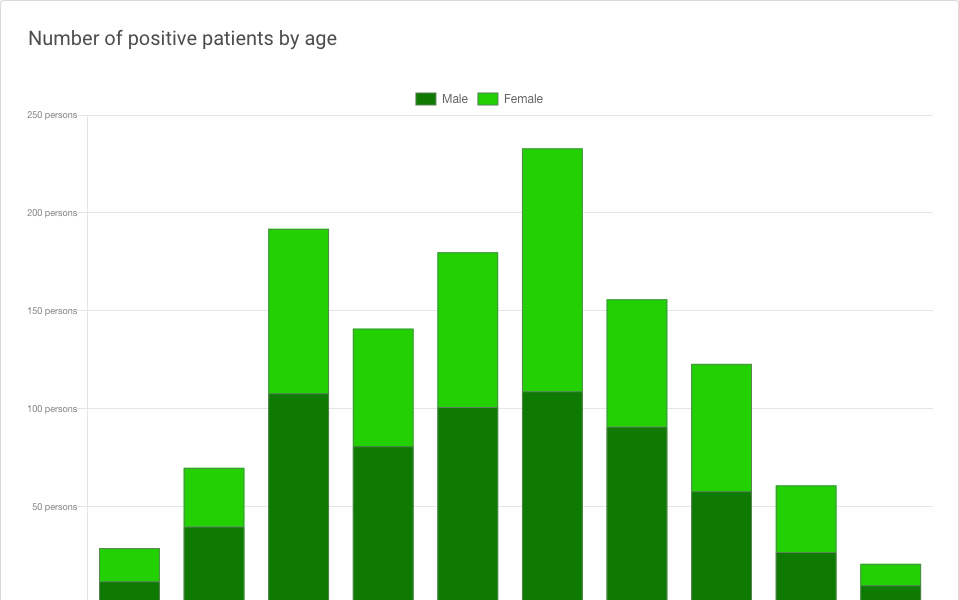 Number of positive patients by age
Male Female
250 persons
200 persons
150 persons
100 persons
50 persons